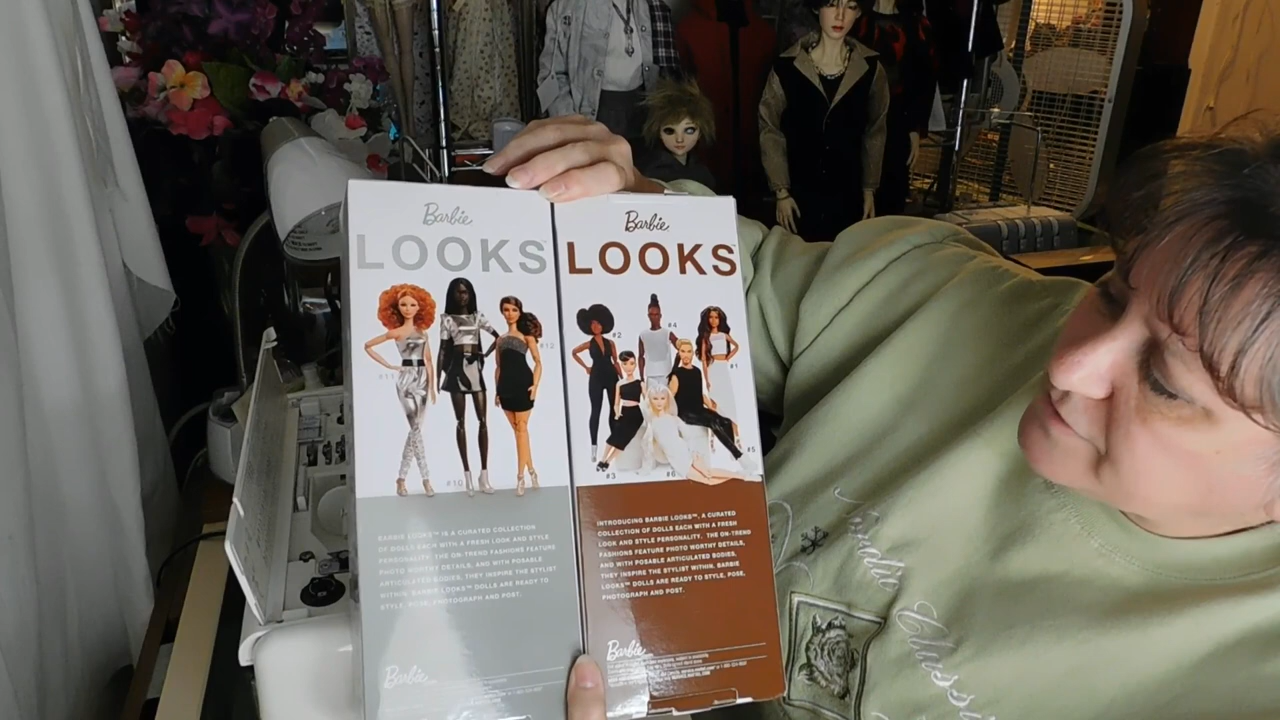 Barbie
LOOKS™
#11
#12
#10
BARBIE LOOKS™ IS A CURATED COLLECTION
OF DOLLS EACH WITH A FRESH LOOK AND STYLE
PERSONALITY. THE ON-TREND FASHIONS FEATURE
PHOTO WORTHY DETAILS, AND WITH POSABLE
ARTICULATED BODIES, THEY INSPIRE THE STYLIST
WITHIN. BARBIE LOOKS™ DOLLS ARE READY TO
STYLE, POSE, PHOTOGRAPH AND POST.
Barbie
Barbie
LOOKS™
#2
#4
#1
#5
#3
#6
INTRODUCING BARBIE LOOKS™, A CURATED
COLLECTION OF DOLLS EACH WITH A FRESH
LOOK AND STYLE PERSONALITY. THE ON-TREND
FASHIONS FEATURE PHOTO WORTHY DETAILS,
AND WITH POSABLE ARTICULATED BODIES,
THEY INSPIRE THE STYLIST WITHIN. BARBIE
LOOKS™ DOLLS ARE READY TO STYLE, POSE,
PHOTOGRAPH AND POST.
Barbie